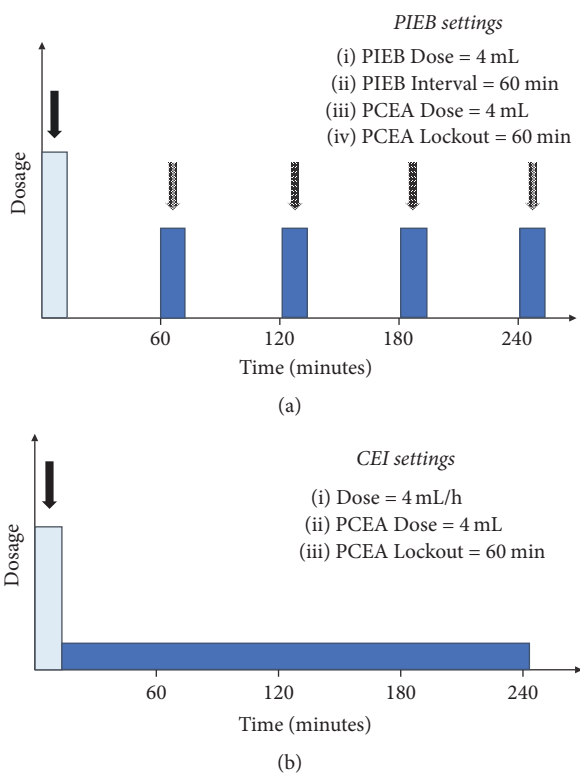 PIEB settings
(i) PIEB Dose = 4 mL
(ii) PIEB Interval = 60 min
(iii) PCEA Dose = 4 mL
(iv) PCEA Lockout = 60 min
Dosage
60 120 180 240
Time (minutes)
(a)
CEI settings
(i) Dose = 4 mL/h
(ii) PCEA Dose = 4 mL
(iii) PCEA Lockout = 60 min
Dosage
60 120 180 240
Time (minutes)
(b)